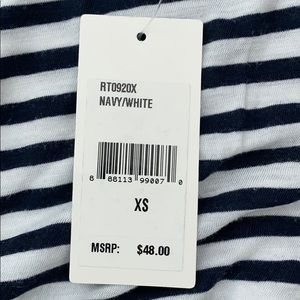 RT0920X
NAVY/WHITE
6 88113 99007 0
XS
MSRP: $48.00